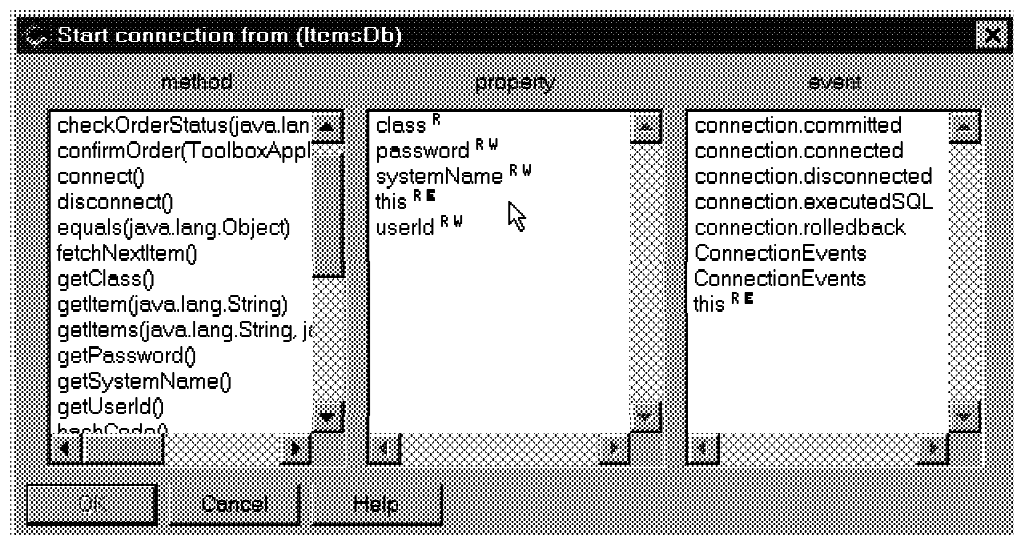 Start connection from (ItemsDb)
method
property
event
checkOrderStatus(java.lan
confirmOrder(ToolboxAppl
connect()
disconnect()
equals(java.lang.Object)
fetchNextItem()
getClass()
getItem(java.lang.String)
getItems(java.lang.String, ja
getPassword()
getSystemName()
getUserId()
hashCode()
class R
password R W
systemName R W
this R E
userId R W
connection.committed
connection.connected
connection.disconnected
connection.executedSQL
connection.rolledback
ConnectionEvents
ConnectionEvents
this R E
OK
Cancel
Help